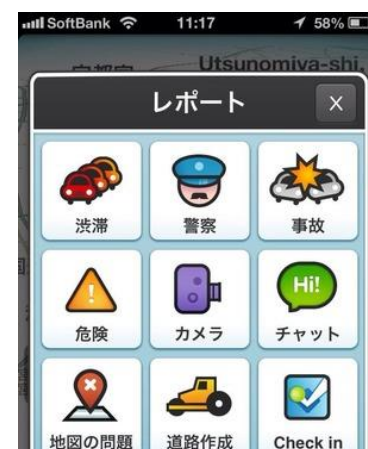 SoftBank 11:17 58%
Utsunomiya-shi,
レポート X
渋滞 警察 事故
Hi!
危険 カメラ チャット
地図の問題 道路作成 Check in